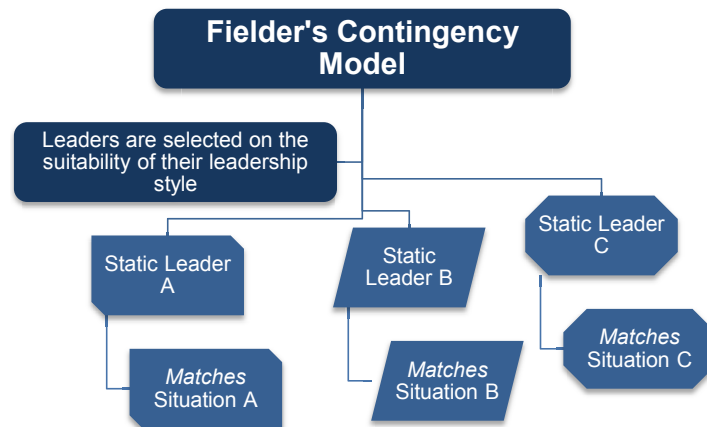 Fielder's Contingency
Model
Leaders are selected on the
suitability of their leadership
style
Static Leader
A
Static
Leader B
Static Leader
C
Matches
Situation A
Matches
Situation B
Matches
Situation C